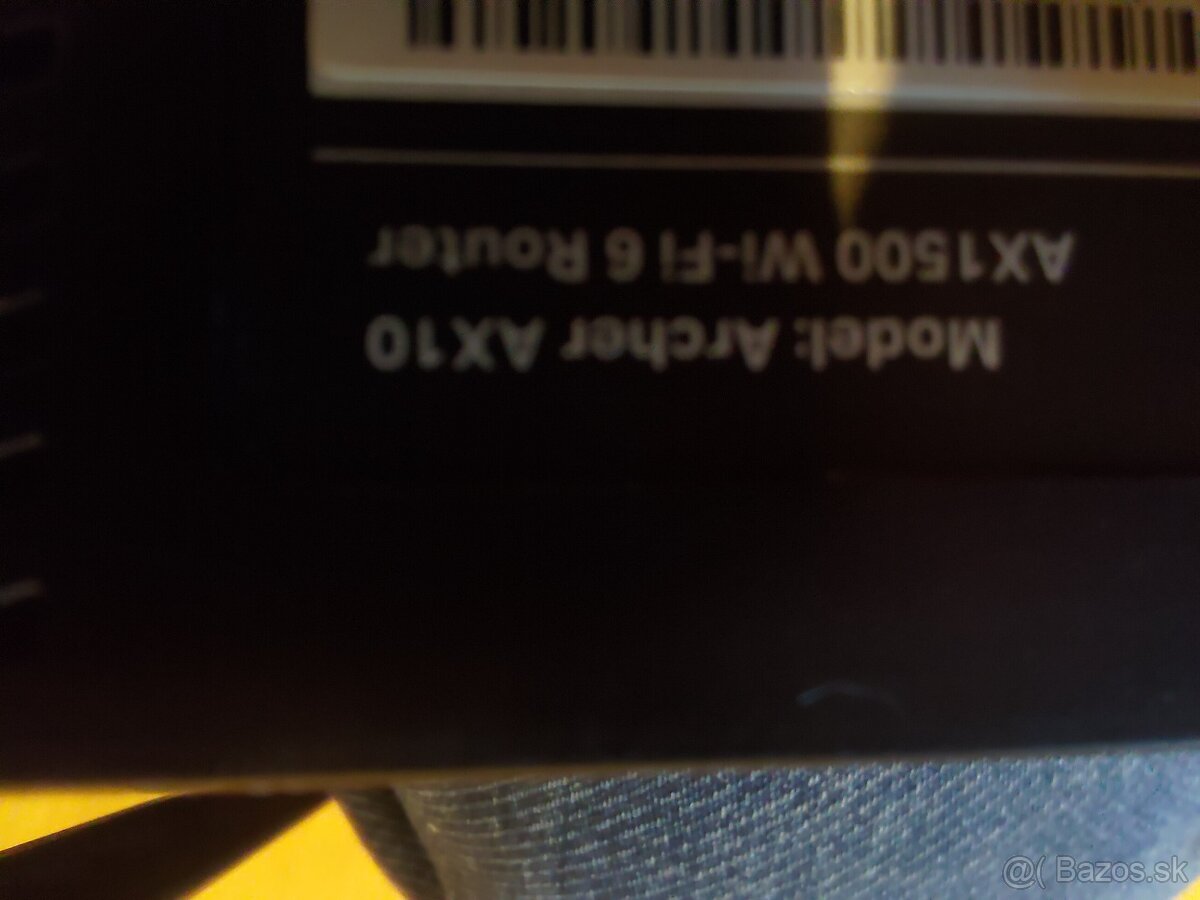 Model: Archer AX10
AX1500 Wi-Fi 6 Router
@( Bazos.sk